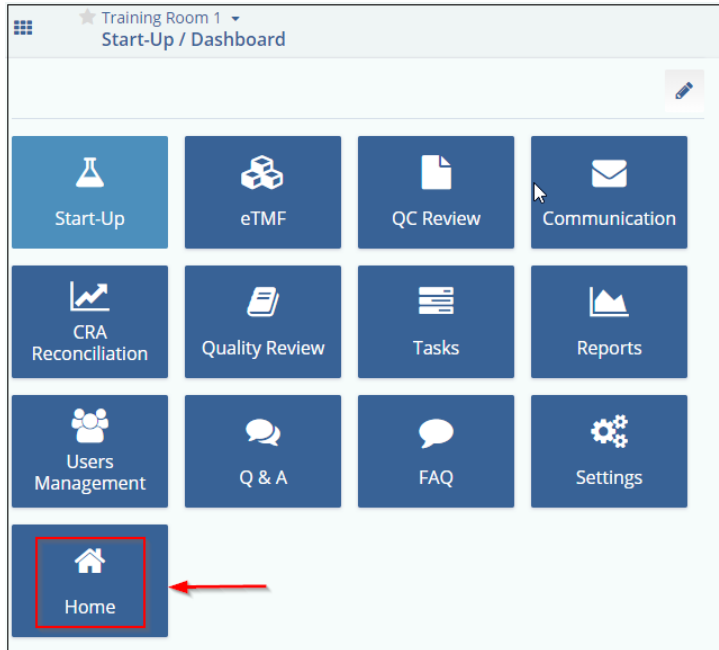 Training Room 1
Start-Up / Dashboard
Start-Up
eTMF
QC Review
Communication
CRA
Reconciliation
Quality Review
Tasks
Reports
Users
Management
Q & A
FAQ
Settings
Home